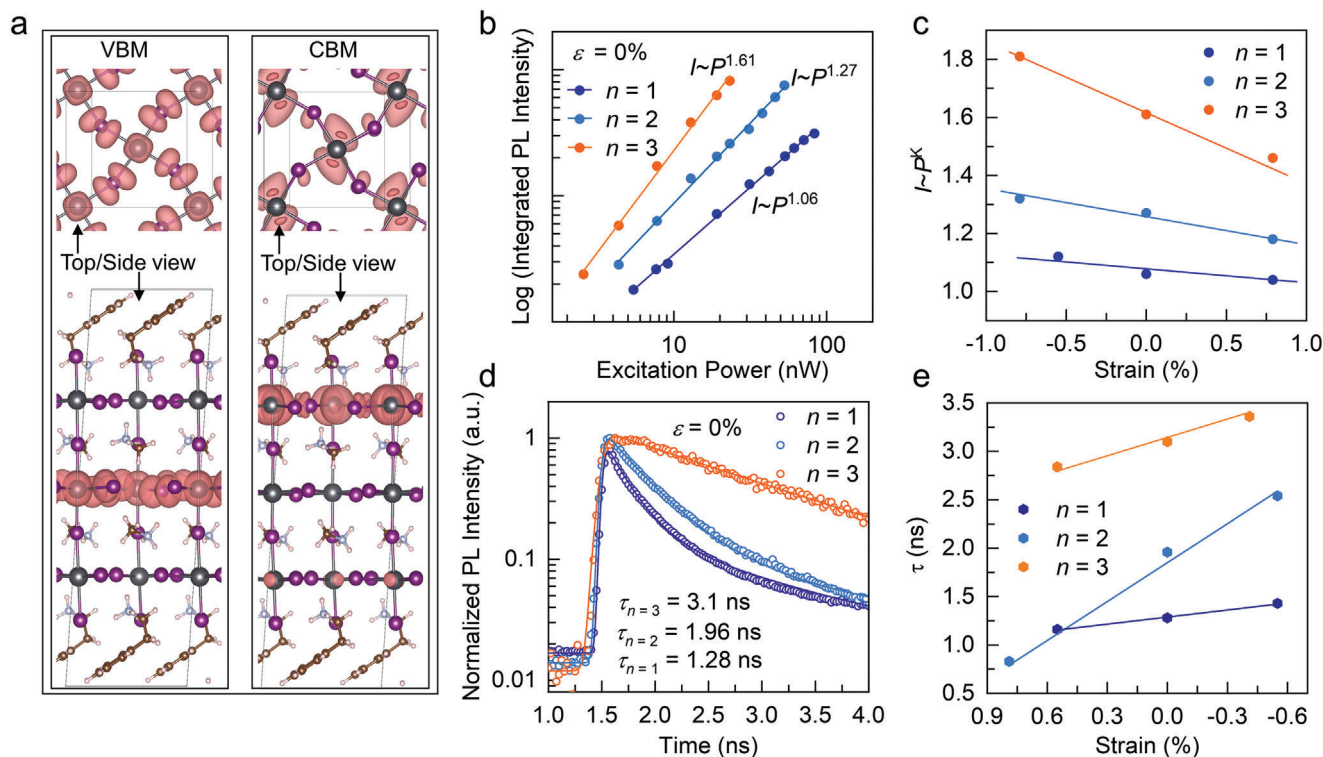 a
VBM
CBM
Top/Side view
Top/Side view
b
Log (Integrated PL Intensity)
ε = 0%
n = 1
n = 2
n = 3
I~P^1.61
I~P^1.27
I~P^1.06
10
100
Excitation Power (nW)
c
I~P^K
1.8
1.6
1.4
1.2
1.0
n = 1
n = 2
n = 3
-1.0 -0.5 0.0 0.5 1.0
Strain (%)
d
Normalized PL Intensity (a.u.)
1
0.1
0.01
ε = 0%
n = 1
n = 2
n = 3
τn = 3 = 3.1 ns
τn = 2 = 1.96 ns
τn = 1 = 1.28 ns
1.0 1.5 2.0 2.5 3.0 3.5 4.0
Time (ns)
e
τ (ns)
3.5
3.0
2.5
2.0
1.5
1.0
0.5
n = 1
n = 2
n = 3
0.9 0.6 0.3 0.0 -0.3 -0.6
Strain (%)